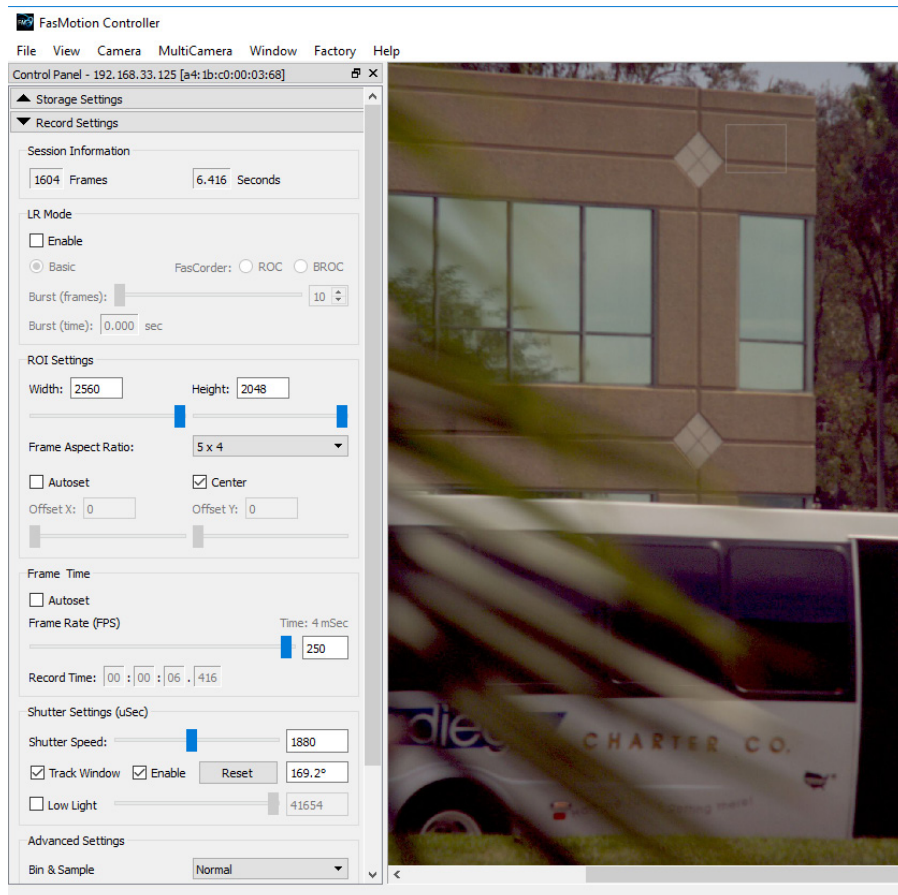 FasMotion Controller
File View Camera MultiCamera Window Factory Help
Control Panel - 192.168.33.125 [a4:1b:c0:00:03:68]
Storage Settings
Record Settings
Session Information
1604 Frames 6.416 Seconds
LR Mode
Enable
Basic FasCorder: ROC BROC
Burst (frames): 10
Burst (time): 0.000 sec
ROI Settings
Width: 2560 Height: 2048
Frame Aspect Ratio: 5 x 4
Autoset Center
Offset X: 0 Offset Y: 0
Frame Time
Autoset
Frame Rate (FPS) Time: 4 mSec
250
Record Time: 00 : 00 : 06 . 416
Shutter Settings (uSec)
Shutter Speed: 1880
Track Window Enable Reset 169.2°
Low Light 41654
Advanced Settings
Bin & Sample Normal
dieg
CHARTER CO.